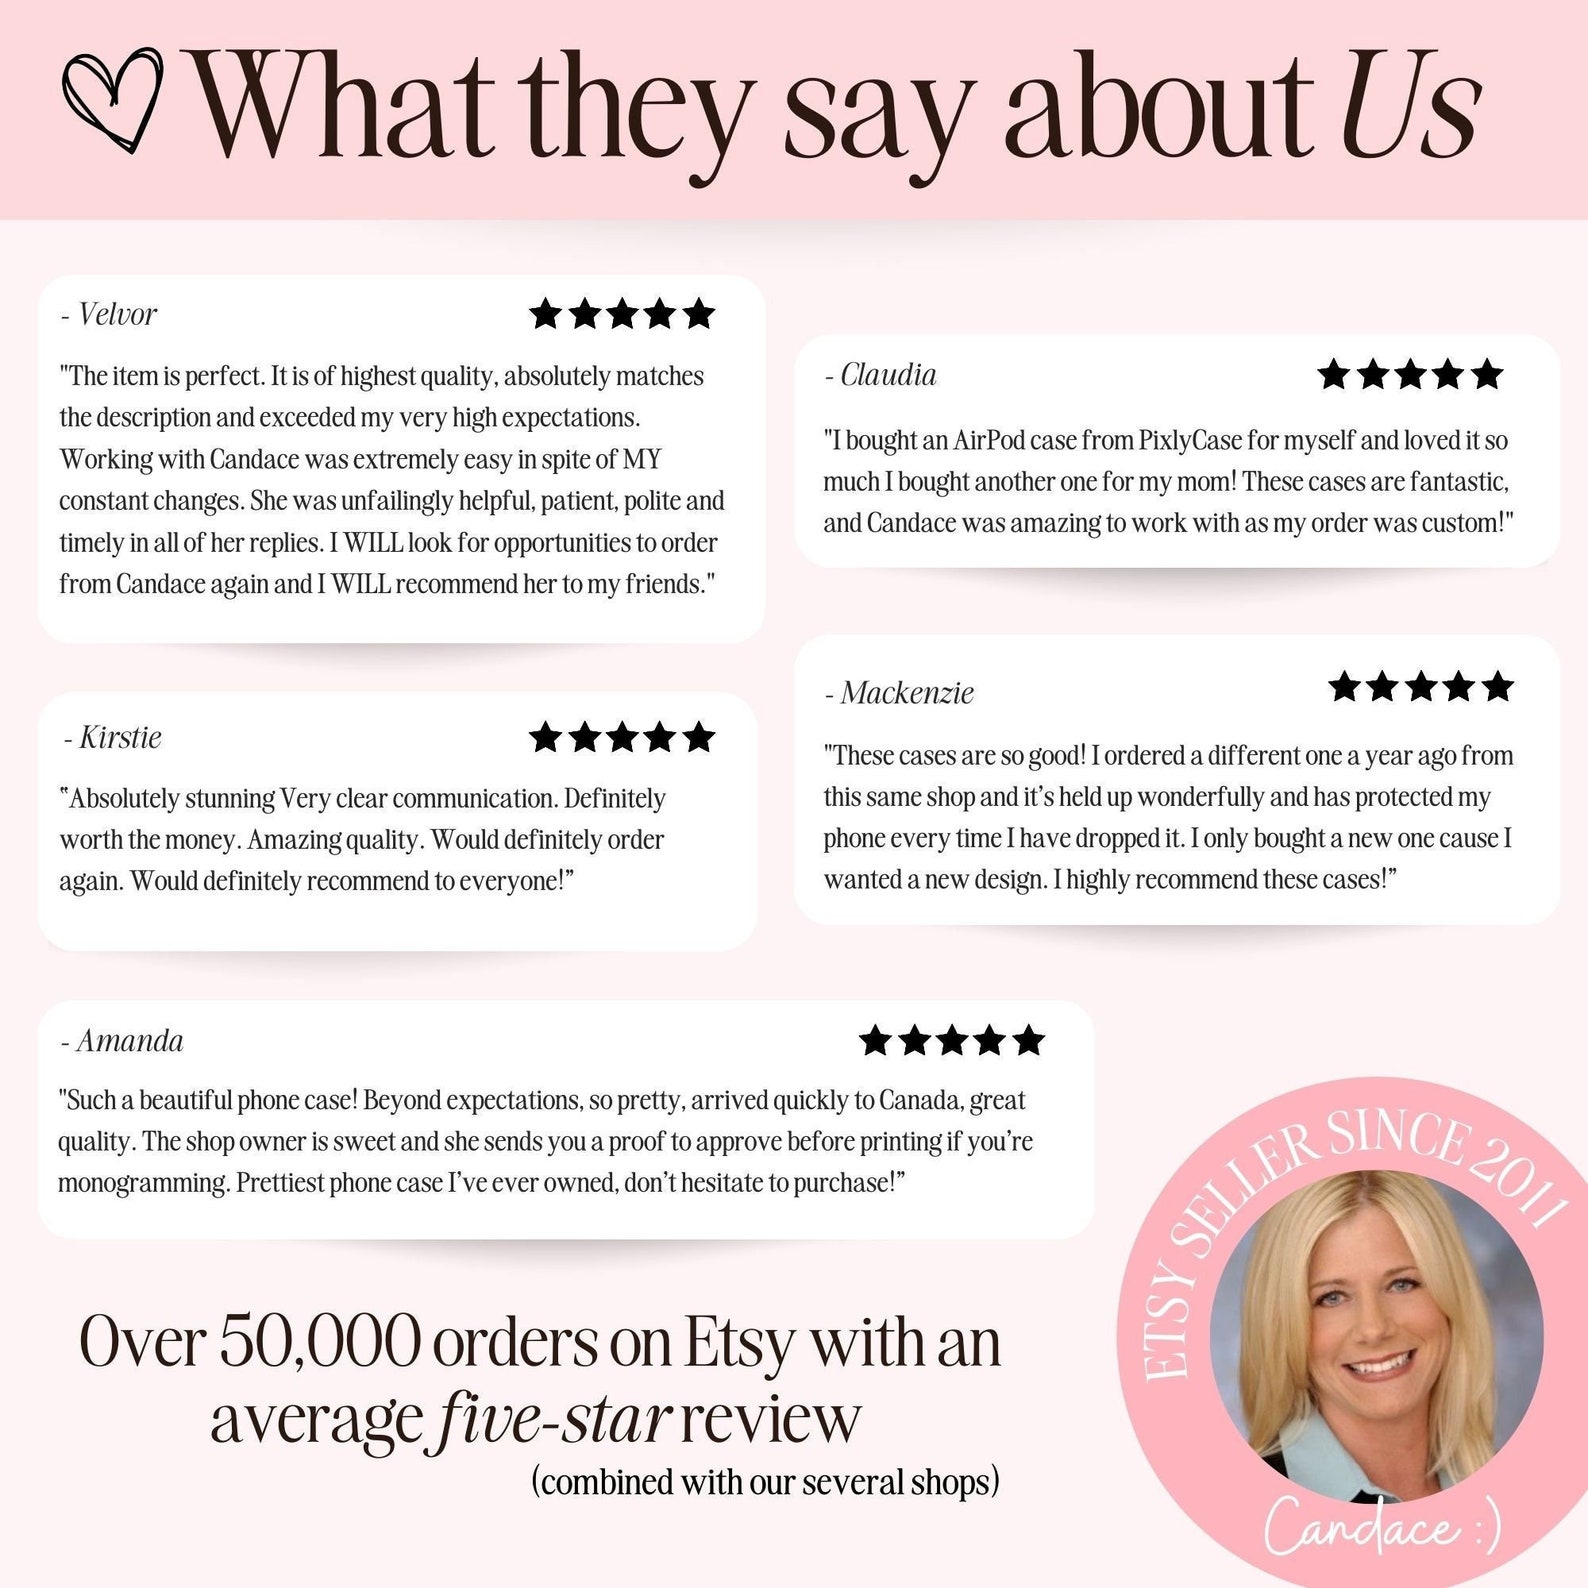 What they say about Us
- Velvor
"The item is perfect. It is of highest quality, absolutely matches
the description and exceeded my very high expectations.
Working with Candace was extremely easy in spite of MY
constant changes. She was unfailingly helpful, patient, polite and
timely in all of her replies. I WILL look for opportunities to order
from Candace again and I WILL recommend her to my friends."
- Claudia
"I bought an AirPod case from PixlyCase for myself and loved it so
much I bought another one for my mom! These cases are fantastic,
and Candace was amazing to work with as my order was custom!"
- Kirstie
"Absolutely stunning Very clear communication. Definitely
worth the money. Amazing quality. Would definitely order
again. Would definitely recommend to everyone!”
- Mackenzie
"These cases are so good! I ordered a different one a year ago from
this same shop and it’s held up wonderfully and has protected my
phone every time I have dropped it. I only bought a new one cause I
wanted a new design. I highly recommend these cases!”
- Amanda
"Such a beautiful phone case! Beyond expectations, so pretty, arrived quickly to Canada, great
quality. The shop owner is sweet and she sends you a proof to approve before printing if you’re
monogramming. Prettiest phone case I’ve ever owned, don’t hesitate to purchase!”
Over 50,000 orders on Etsy with an
average five-star review
(combined with our several shops)
ETSY SELLER SINCE 2011
Candace :)